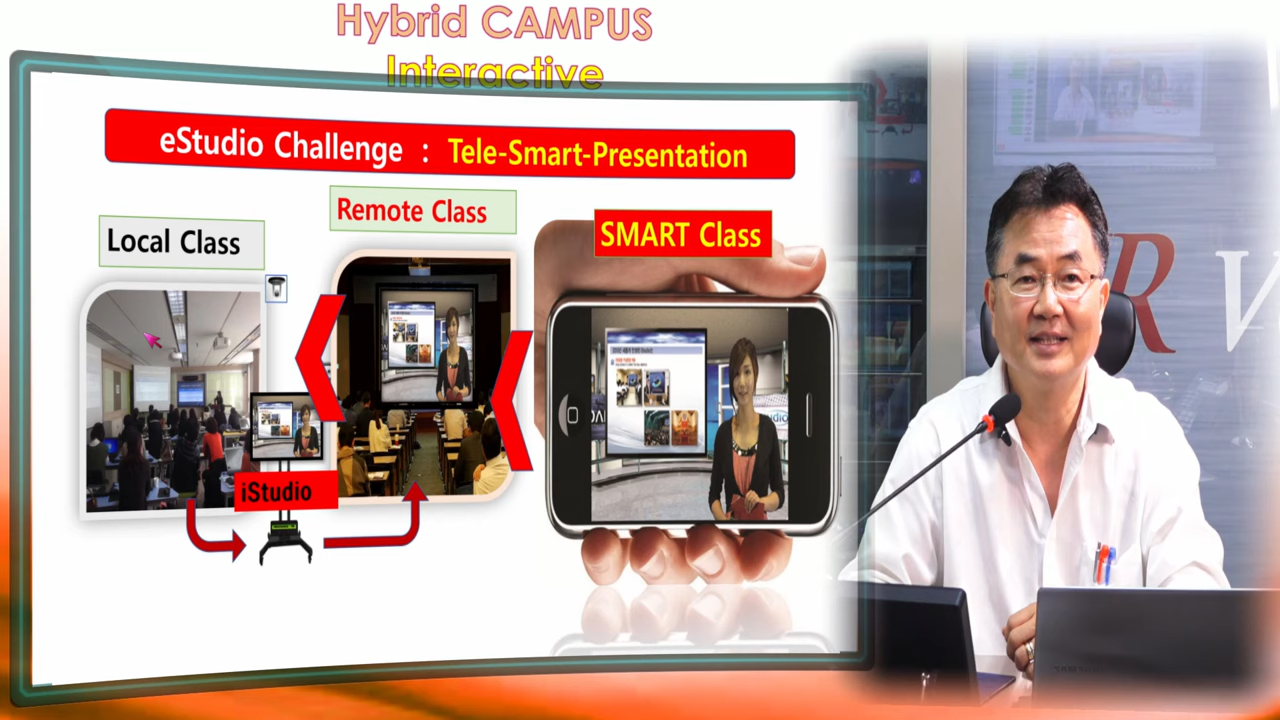 Hybrid CAMPUS
Interactive
eStudio Challenge : Tele-Smart-Presentation
Local Class
Remote Class
SMART Class
iStudio
R V